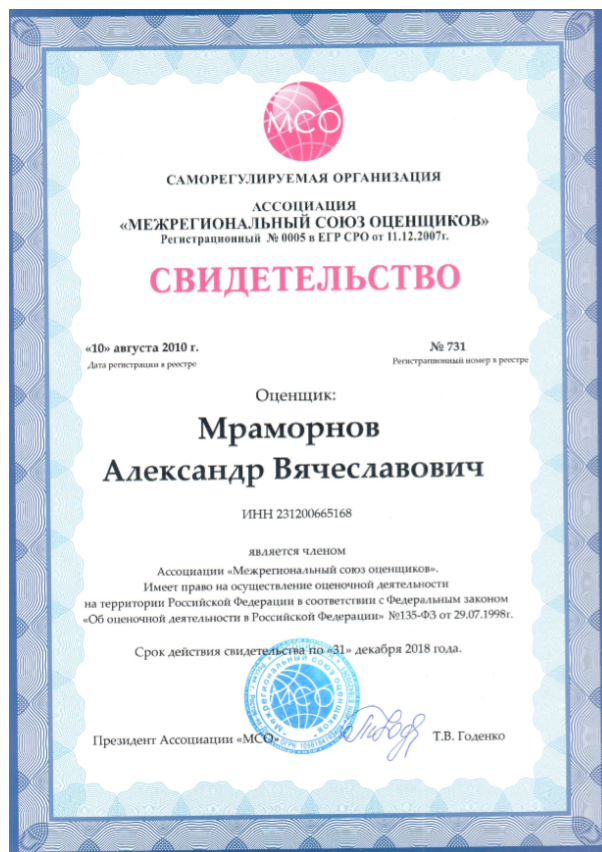 МСО
САМОРЕГУЛИРУЕМАЯ ОРГАНИЗАЦИЯ
АССОЦИАЦИЯ
«МЕЖРЕГИОНАЛЬНЫЙ СОЮЗ ОЦЕНЩИКОВ»
Регистрационный № 0005 в ЕГР СРО от 11.12.2007г.
СВИДЕТЕЛЬСТВО
«10» августа 2010 г.
Дата регистрации в реестре
№ 731
Регистрационный номер в реестре
Оценщик:
Мраморнов
Александр Вячеславович
ИНН 231200665168
является членом
Ассоциации «Межрегиональный союз оценщиков».
Имеет право на осуществление оценочной деятельности
на территории Российской Федерации в соответствии с Федеральным законом
«Об оценочной деятельности в Российской Федерации» №135-ФЗ от 29.07.1998г.
Срок действия свидетельства по «31» декабря 2018 года.
Межрегиональный союз оценщиков
МСО
Президент Ассоциации «МСО»
Т.В. Годенко